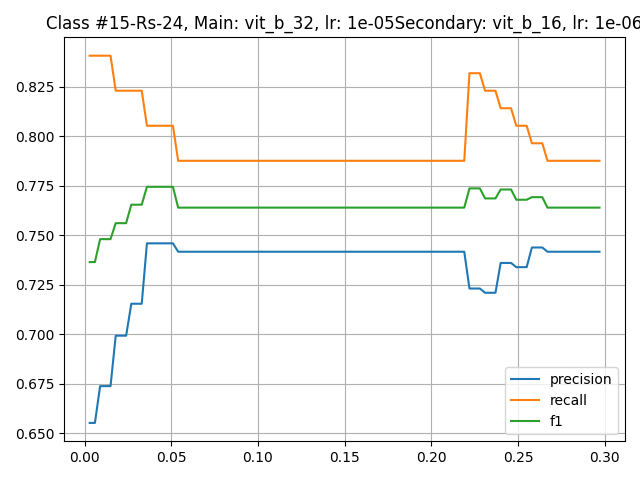 Class #15-Rs-24, Main: vit_b_32, lr: 1e-05Secondary: vit_b_16, lr: 1e-06
0.825
0.800
0.775
0.750
0.725
0.700
0.675
0.650
0.00 0.05 0.10 0.15 0.20 0.25 0.30
precision
recall
f1